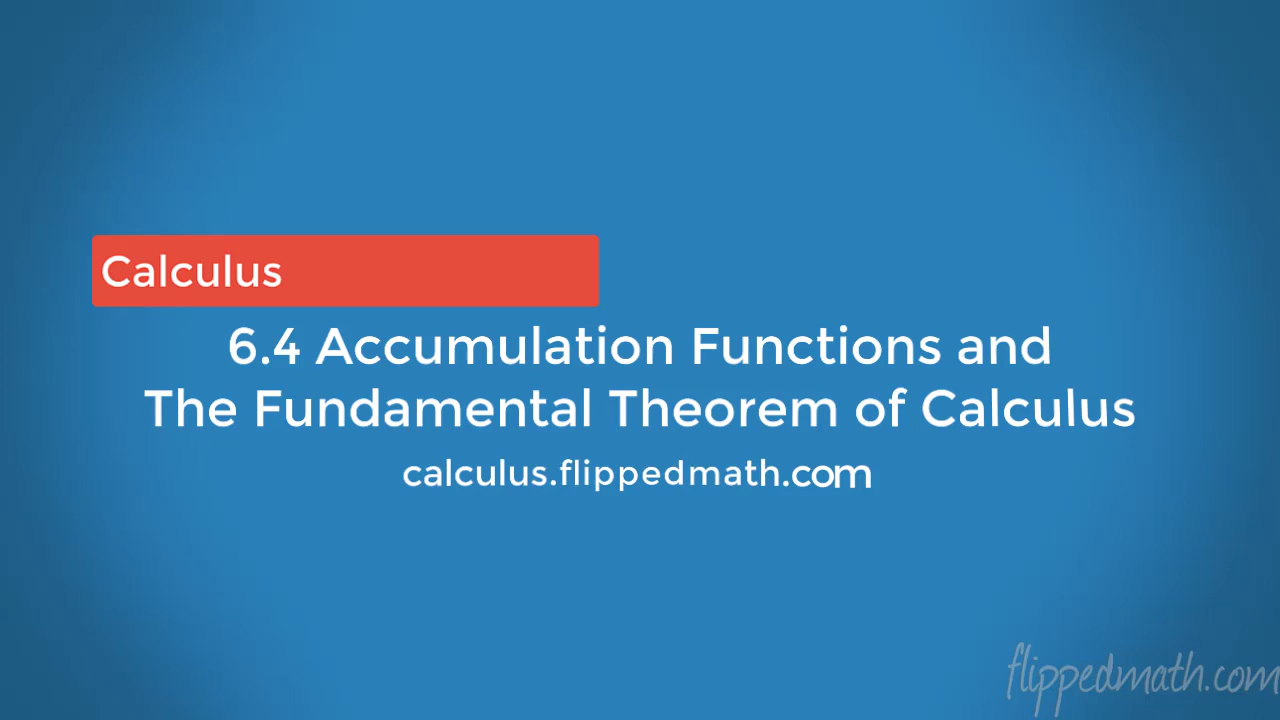 Calculus
6.4 Accumulation Functions and
The Fundamental Theorem of Calculus
calculus.flippedmath.com
flippedmath.com